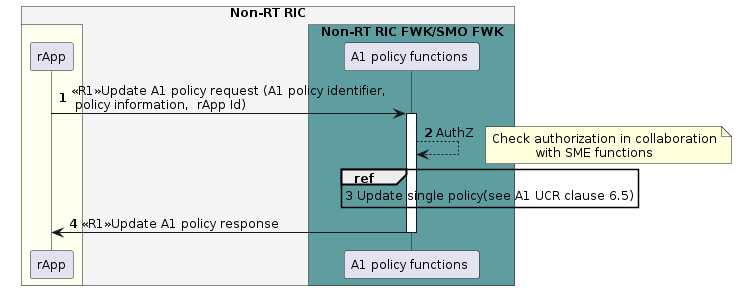 Non-RT RIC
Non-RT RIC FWK/SMO FWK
rApp
A1 policy functions
1 «R1»Update A1 policy request (A1 policy identifier,
policy information,  rApp Id)
2 AuthZ
Check authorization in collaboration
with SME functions
ref
3 Update single policy(see A1 UCR clause 6.5)
4 «R1»Update A1 policy response
rApp
A1 policy functions